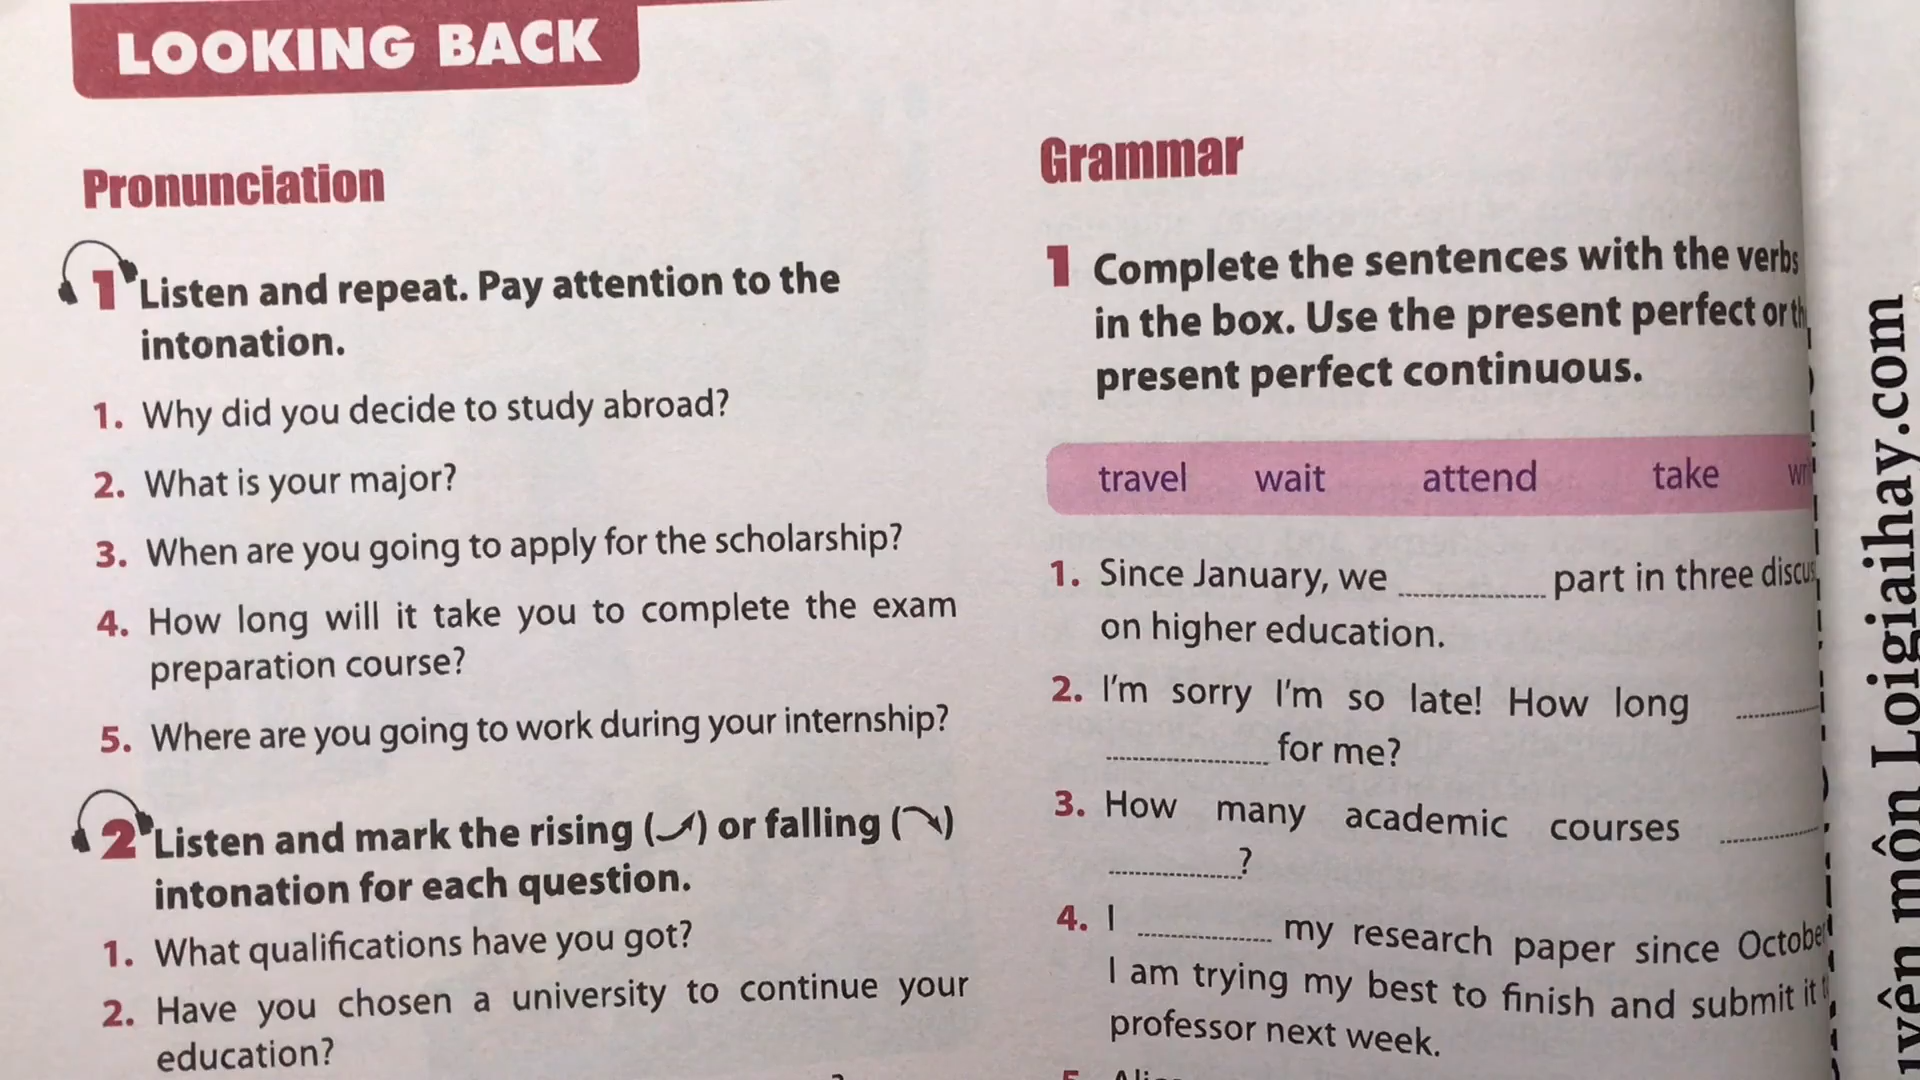 LOOKING BACK
Pronunciation
1 Listen and repeat. Pay attention to the
intonation.
1. Why did you decide to study abroad?
2. What is your major?
3. When are you going to apply for the scholarship?
4. How long will it take you to complete the exam
preparation course?
5. Where are you going to work during your internship?
2 Listen and mark the rising (⤴) or falling (⤵)
intonation for each question.
1. What qualifications have you got?
2. Have you chosen a university to continue your
education?
Grammar
1 Complete the sentences with the verbs
in the box. Use the present perfect or
present perfect continuous.
travel wait attend take
1. Since January, we ............ part in three
on higher education.
2. I'm sorry I'm so late! How long ............
............ for me?
3. How many academic courses ............
............?
4. I ............ my research paper since October
I am trying my best to finish and submit it
professor next week.
5.
môn Loigiaihay.com